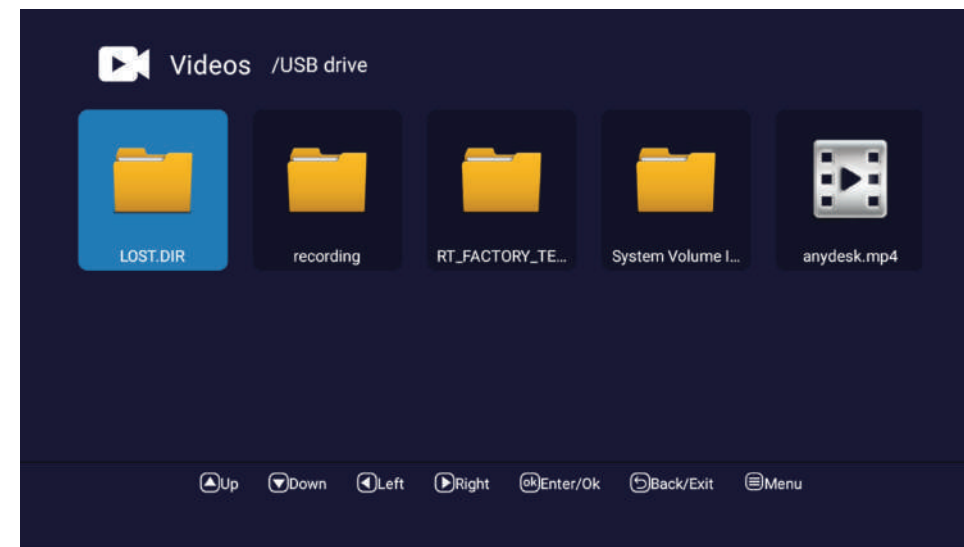 Videos /USB drive
LOST.DIR recording RT_FACTORY_TE... System Volume I... anydesk.mp4
Up Down Left Right ok Enter/Ok Back/Exit Menu